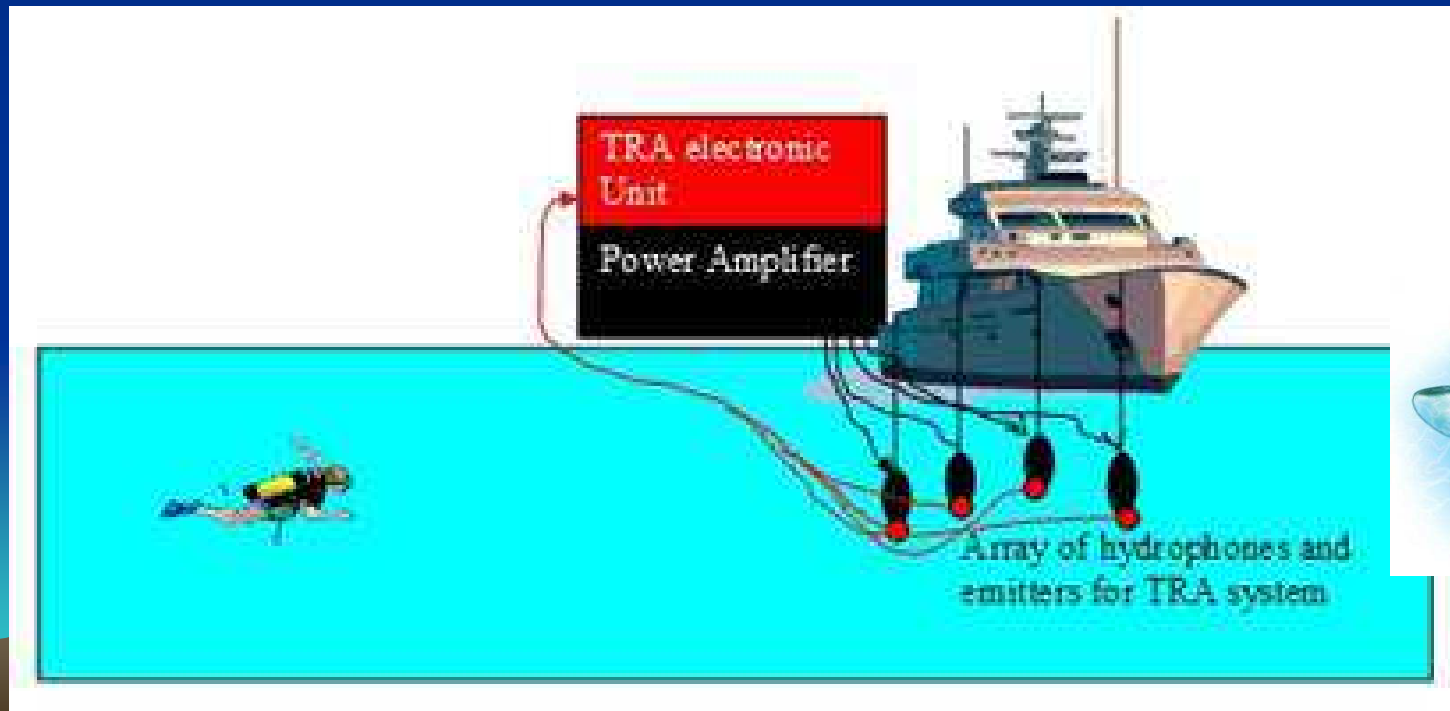 TRA electronic
Unit
Power Amplifier
Array of hydrophones and
emitters for TRA system